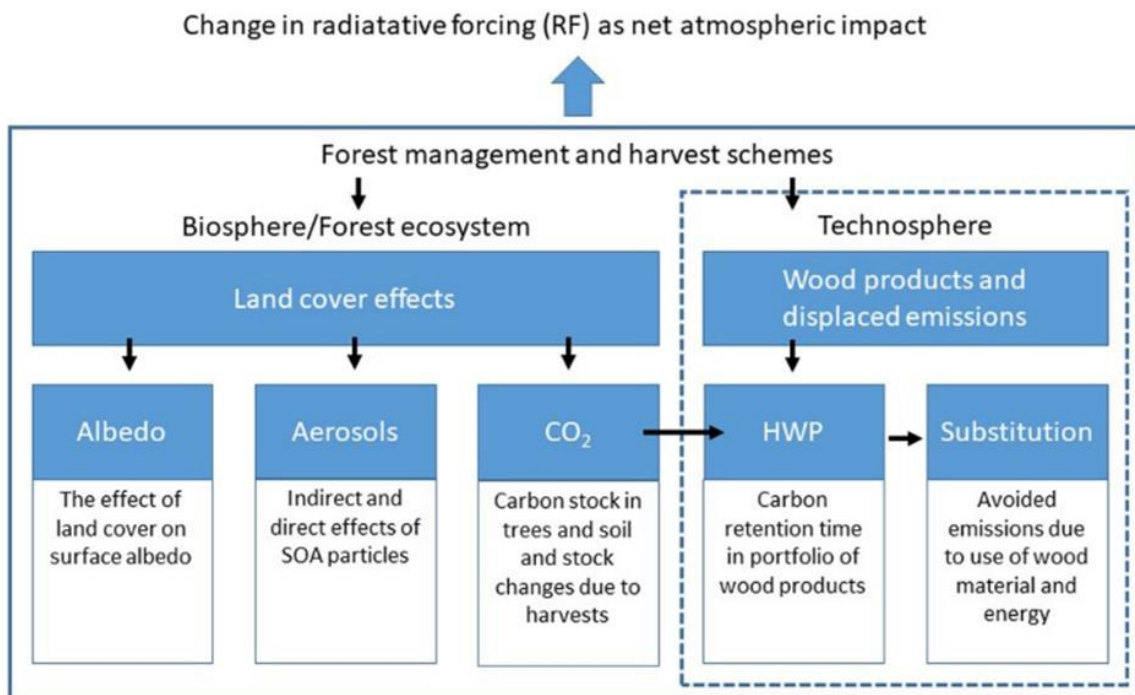 Change in radiatative forcing (RF) as net atmospheric impact
Forest management and harvest schemes
Biosphere/Forest ecosystem
Technosphere
Land cover effects
Wood products and
displaced emissions
Albedo
The effect of
land cover on
surface albedo
Aerosols
Indirect and
direct effects of
SOA particles
CO₂
Carbon stock in
trees and soil
and stock
changes due to
harvests
HWP
Carbon
retention time
in portfolio of
wood products
Substitution
Avoided
emissions due
to use of wood
material and
energy